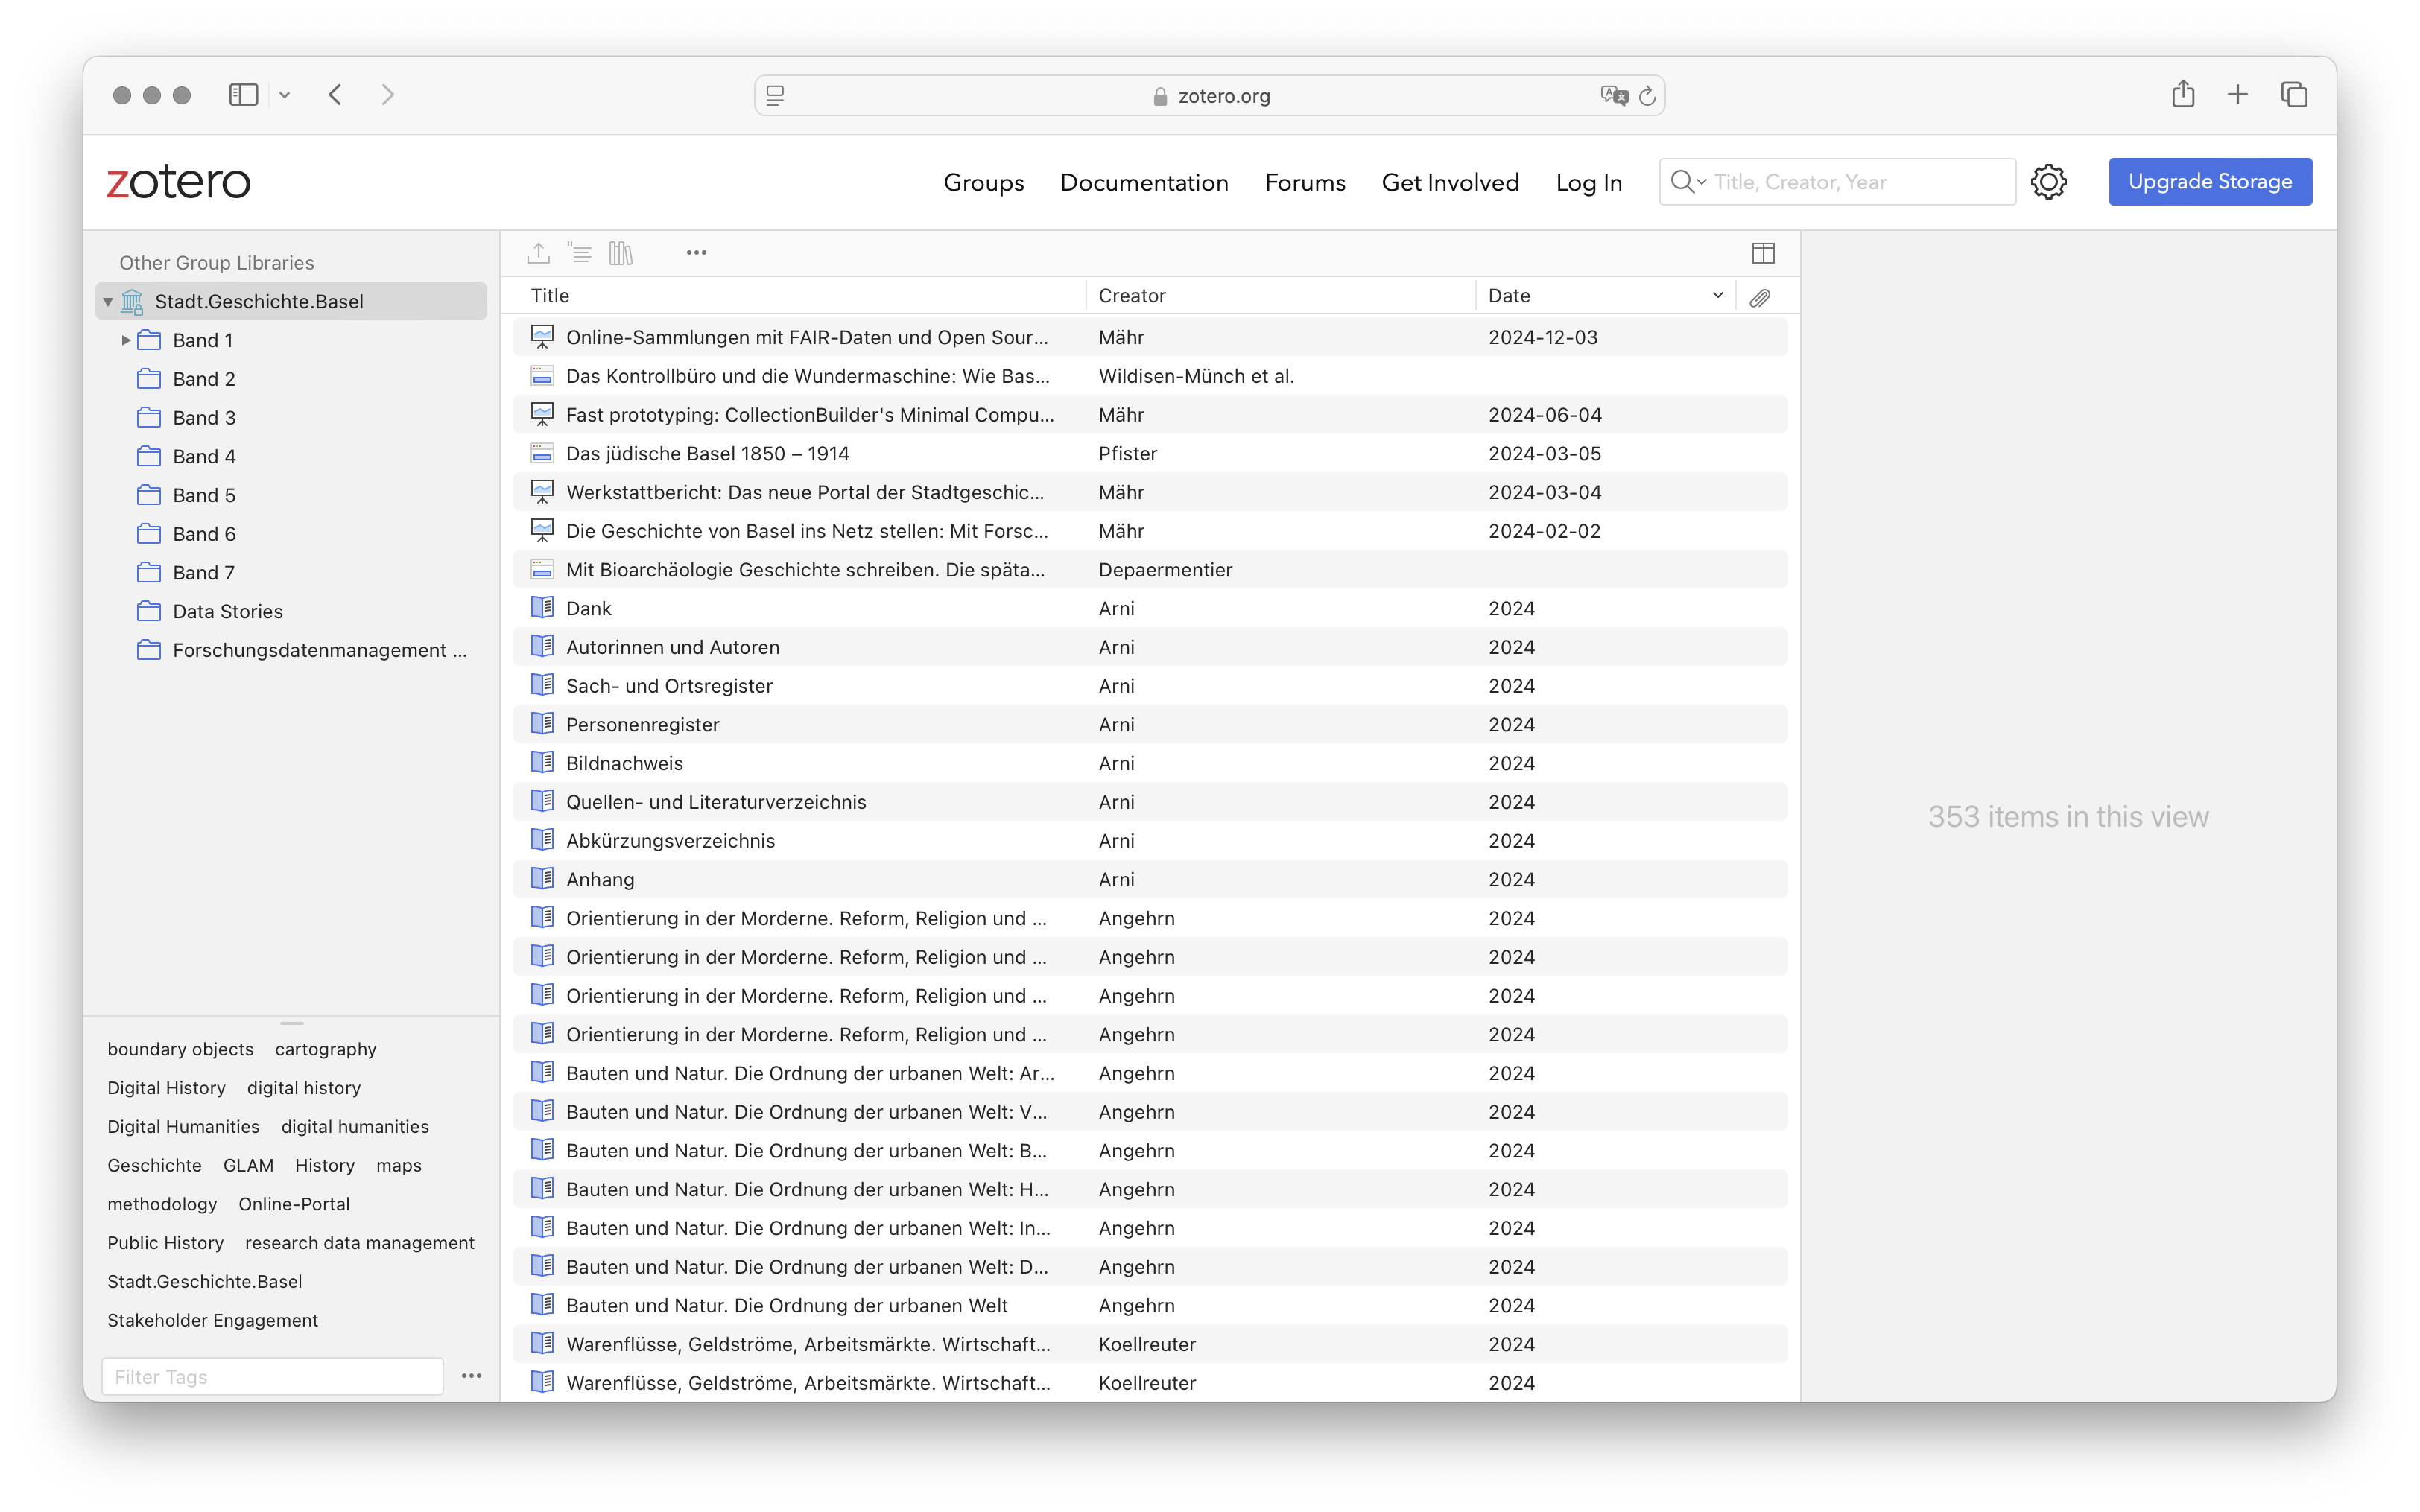 zotero.org
zotero
Groups Documentation Forums Get Involved Log In Title, Creator, Year Upgrade Storage
Other Group Libraries
Stadt.Geschichte.Basel
Band 1
Band 2
Band 3
Band 4
Band 5
Band 6
Band 7
Data Stories
Forschungsdatenmanagement ...
boundary objects cartography
Digital History digital history
Digital Humanities digital humanities
Geschichte GLAM History maps
methodology Online-Portal
Public History research data management
Stadt.Geschichte.Basel
Stakeholder Engagement
Filter Tags
Title Creator Date
Online-Sammlungen mit FAIR-Daten und Open Sour... Mähr 2024-12-03
Das Kontrollbüro und die Wundermaschine: Wie Bas... Wildisen-Münch et al.
Fast prototyping: CollectionBuilder's Minimal Compu... Mähr 2024-06-04
Das jüdische Basel 1850 – 1914 Pfister 2024-03-05
Werkstattbericht: Das neue Portal der Stadtgeschic... Mähr 2024-03-04
Die Geschichte von Basel ins Netz stellen: Mit Forsc... Mähr 2024-02-02
Mit Bioarchäologie Geschichte schreiben. Die späta... Depaermentier
Dank Arni 2024
Autorinnen und Autoren Arni 2024
Sach- und Ortsregister Arni 2024
Personenregister Arni 2024
Bildnachweis Arni 2024
Quellen- und Literaturverzeichnis Arni 2024
Abkürzungsverzeichnis Arni 2024
Anhang Arni 2024
Orientierung in der Morderne. Reform, Religion und ... Angehrn 2024
Orientierung in der Morderne. Reform, Religion und ... Angehrn 2024
Orientierung in der Morderne. Reform, Religion und ... Angehrn 2024
Orientierung in der Morderne. Reform, Religion und ... Angehrn 2024
Bauten und Natur. Die Ordnung der urbanen Welt: Ar... Angehrn 2024
Bauten und Natur. Die Ordnung der urbanen Welt: V... Angehrn 2024
Bauten und Natur. Die Ordnung der urbanen Welt: B... Angehrn 2024
Bauten und Natur. Die Ordnung der urbanen Welt: H... Angehrn 2024
Bauten und Natur. Die Ordnung der urbanen Welt: In... Angehrn 2024
Bauten und Natur. Die Ordnung der urbanen Welt: D... Angehrn 2024
Bauten und Natur. Die Ordnung der urbanen Welt Angehrn 2024
Warenflüsse, Geldströme, Arbeitsmärkte. Wirtschaft... Koellreuter 2024
Warenflüsse, Geldströme, Arbeitsmärkte. Wirtschaft... Koellreuter 2024
353 items in this view